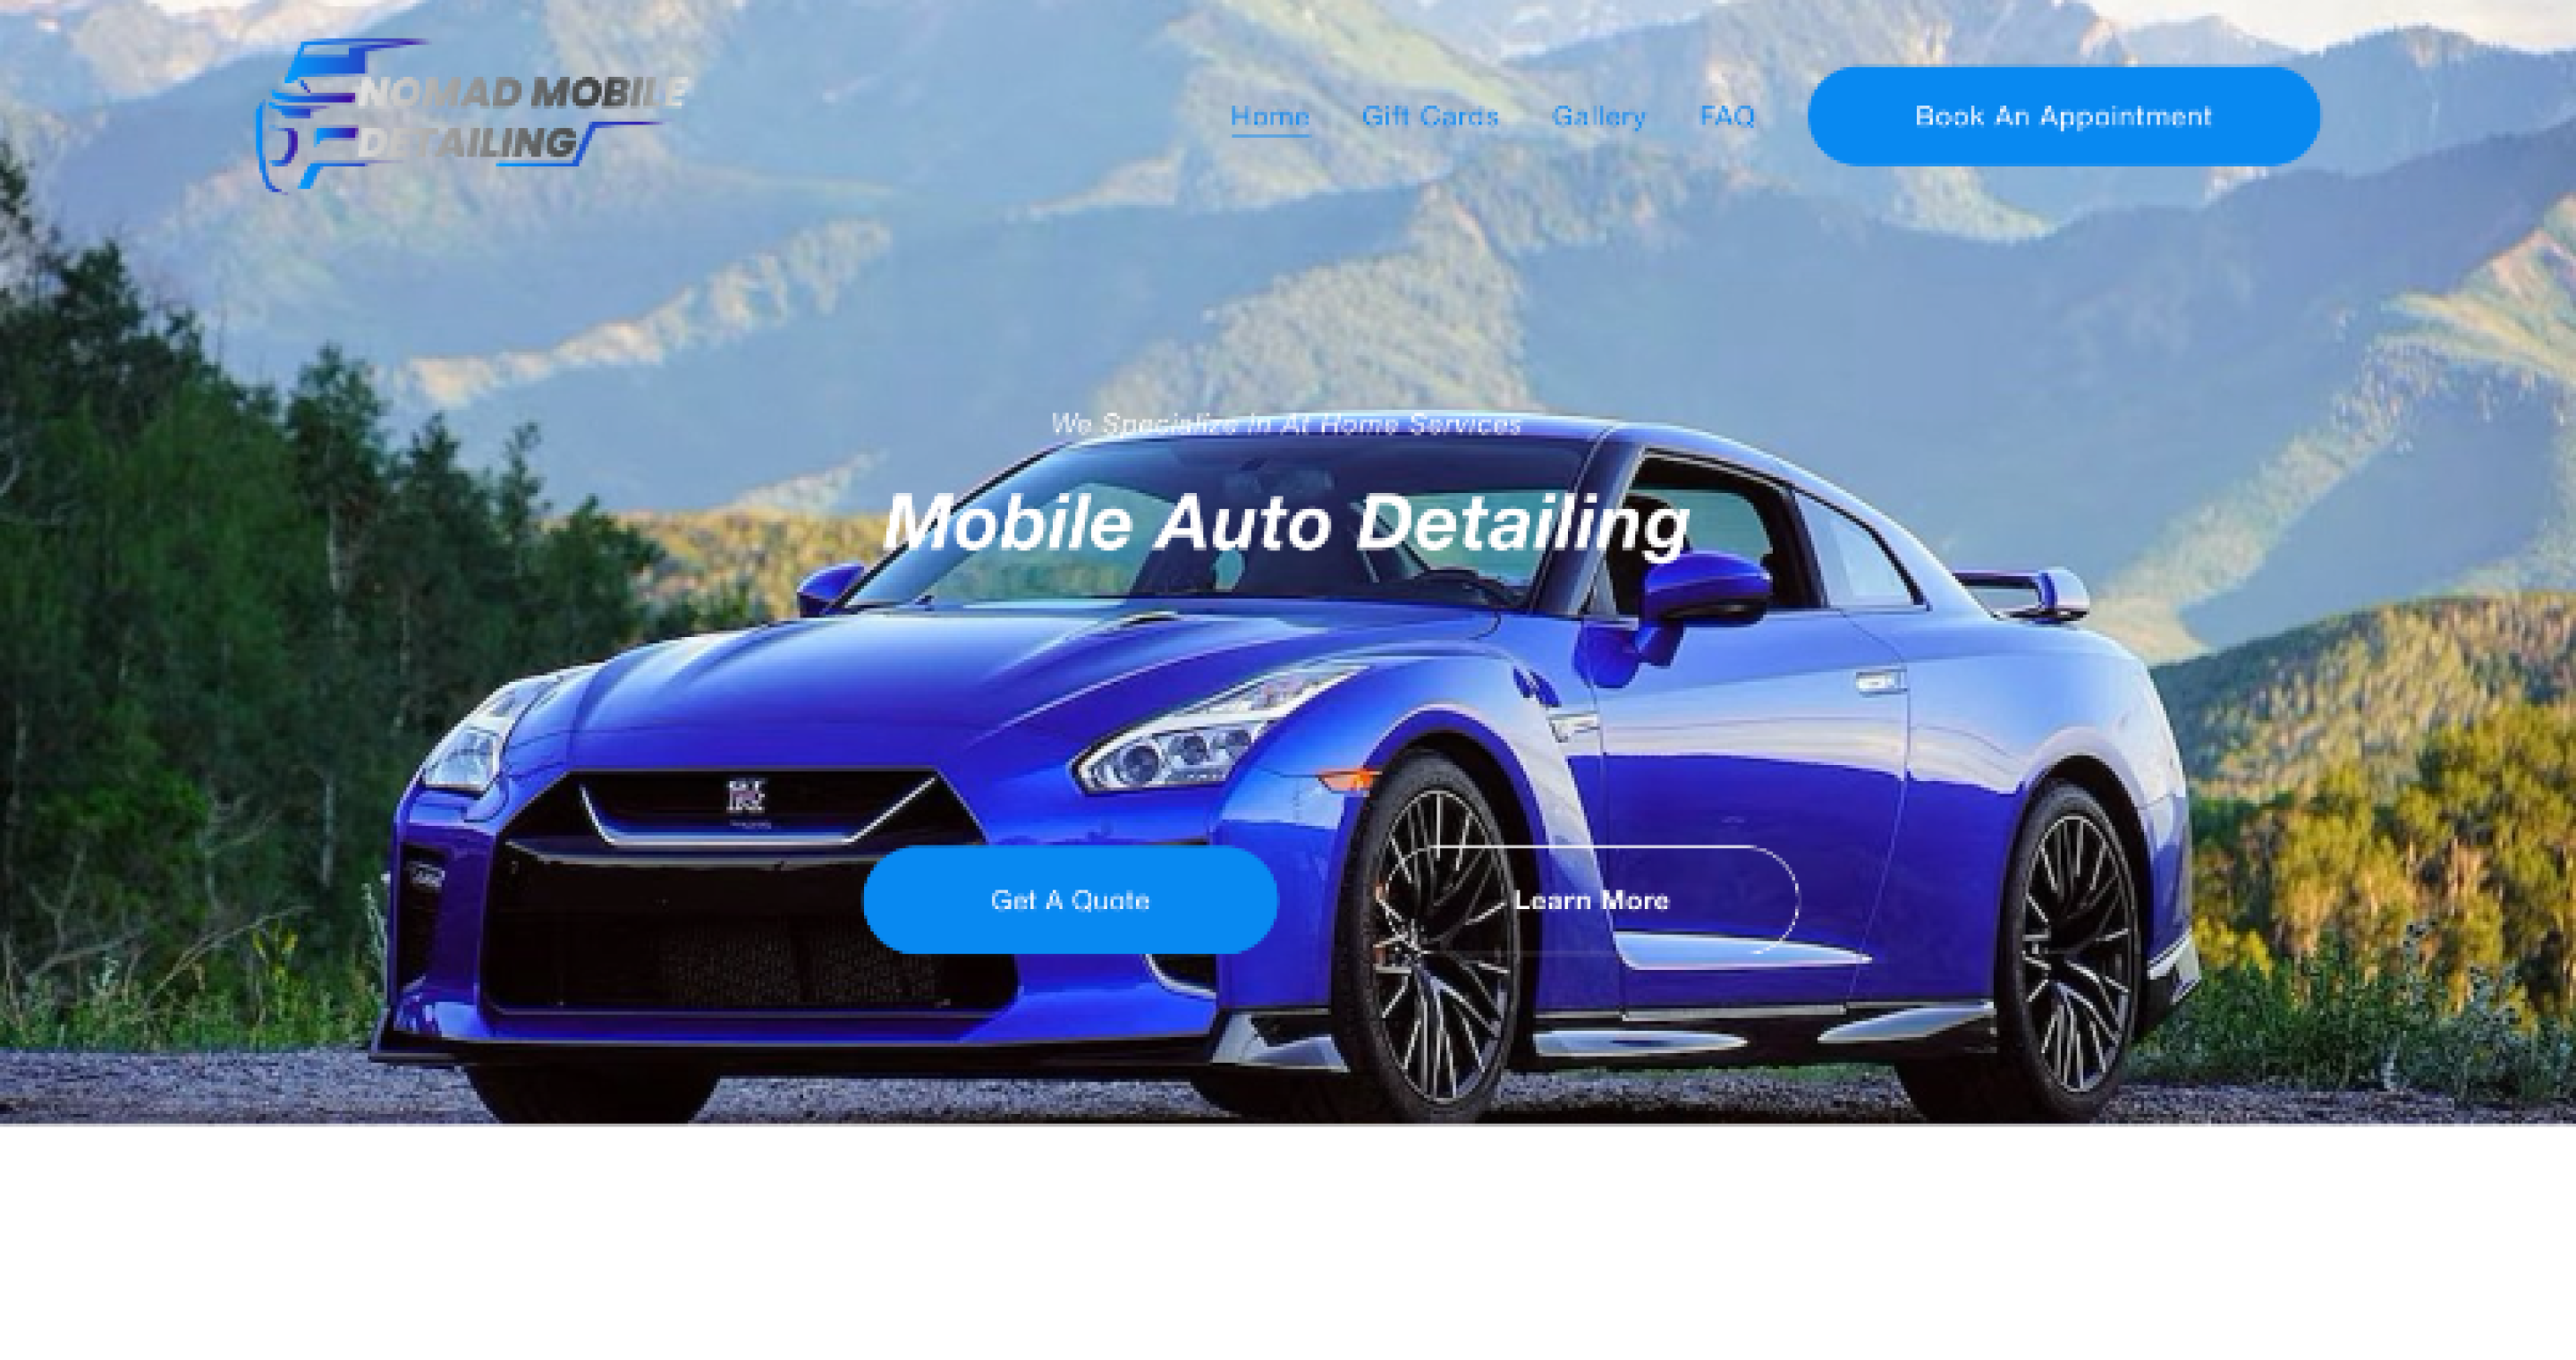 NOMAD MOBILE
DETAILING
Home
Gift Cards
Gallery
FAQ
Book An Appointment
We Specialize In At Home Services
Mobile Auto Detailing
Get A Quote
Learn More